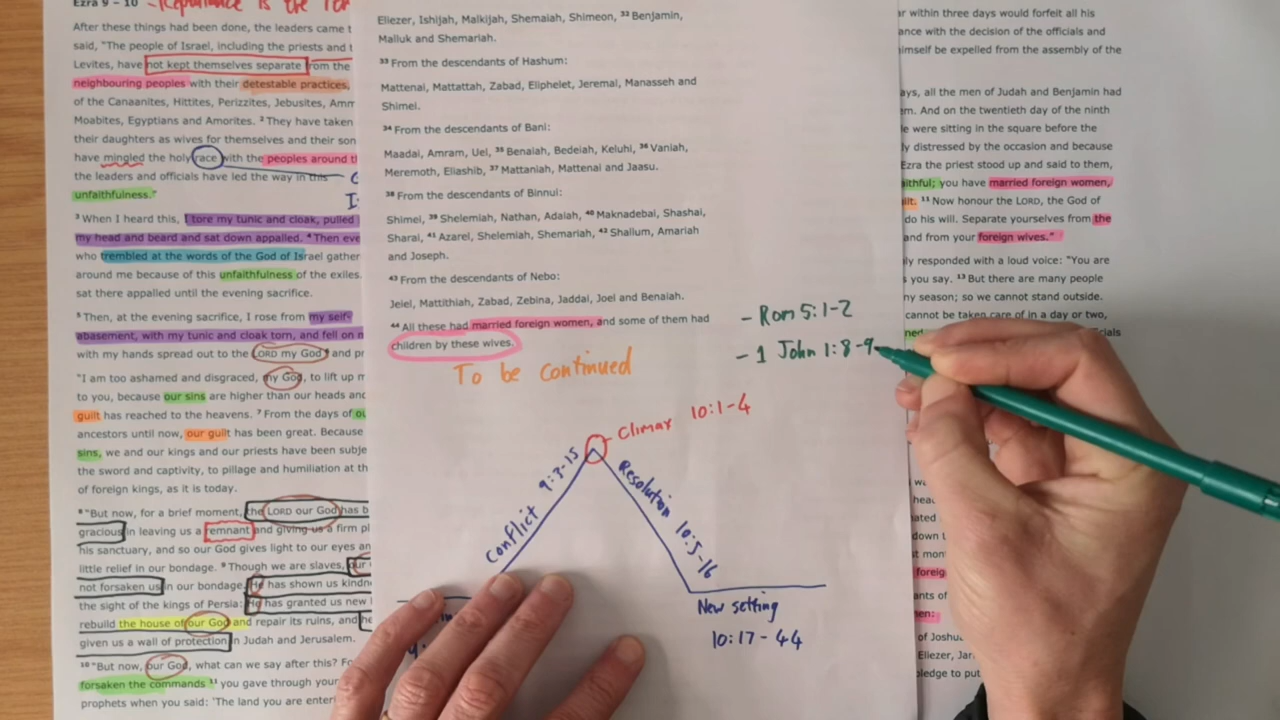 Ezra 9 - 10
After these things had been done, the leaders came t
said, "The people of Israel, including the priests and t
Levites, have not kept themselves separate from the
neighbouring peoples with their detestable practices,
of the Canaanites, Hittites, Perizzites, Jebusites, Amm
Moabites, Egyptians and Amorites. 2 They have taken
their daughters as wives for themselves and their son
have mingled the holy race with the peoples around t
the leaders and officials have led the way in this
unfaithfulness."
3 When I heard this, I tore my tunic and cloak, pulled
my head and beard and sat down appalled. 4 Then eve
who trembled at the words of the God of Israel gather
around me because of this unfaithfulness of the exiles.
sat there appalled until the evening sacrifice.
5 Then, at the evening sacrifice, I rose from my self-
abasement, with my tunic and cloak torn, and fell on m
with my hands spread out to the LORD my God and pr
"I am too ashamed and disgraced, my God, to lift up m
to you, because our sins are higher than our heads anc
guilt has reached to the heavens. 7 From the days of ou
ancestors until now, our guilt has been great. Because
sins, we and our kings and our priests have been subje
the sword and captivity, to pillage and humiliation at th
of foreign kings, as it is today.
8 "But now, for a brief moment, the LORD our God has b
gracious in leaving us a remnant and giving us a firm pl
his sanctuary, and so our God gives light to our eyes an
little relief in our bondage. 9 Though we are slaves, our
not forsaken us in our bondage. He has shown us kindn
the sight of the kings of Persia: He has granted us new
rebuild the house of our God and repair its ruins, and he
given us a wall of protection in Judah and Jerusalem.
10 "But now, our God, what can we say after this? Fo
forsaken the commands 11 you gave through your
prophets when you said: 'The land you are enteri
Eliezer, Ishijah, Malkijah, Shemaiah, Shimeon, 32 Benjamin,
Malluk and Shemariah.
33 From the descendants of Hashum:
Mattenai, Mattattah, Zabad, Eliphelet, Jeremai, Manasseh and
Shimei.
34 From the descendants of Bani:
Maadai, Amram, Uel, 35 Benaiah, Bedeiah, Keluhi, 36 Vaniah,
Meremoth, Eliashib, 37 Mattaniah, Mattenai and Jaasu.
38 From the descendants of Binnui:
Shimei, 39 Shelemiah, Nathan, Adaiah, 40 Maknadebai, Shashai,
Sharai, 41 Azarel, Shelemiah, Shemariah, 42 Shallum, Amariah
and Joseph.
43 From the descendants of Nebo:
Jeiel, Mattithiah, Zabad, Zebina, Jaddai, Joel and Benaiah.
44 All these had married foreign women, and some of them had
children by these wives.
To be continued
- Rom 5:1-2
- 1 John 1:8-9
Climax 10:1-4
Conflict 9:3-15
Resolution 10:5-16
New setting
10:17-44
ar within three days would forfeit all his
ance with the decision of the officials and
imself be expelled from the assembly of the
ays, all the men of Judah and Benjamin had
m. And on the twentieth day of the ninth
le were sitting in the square before the
ly distressed by the occasion and because
Ezra the priest stood up and said to them,
aithful; you have married foreign women,
ilt. 11 Now honour the LORD, the God of
do his will. Separate yourselves from the
and from your foreign wives."
ly responded with a loud voice: "You are
s you say. 13 But there are many people
ny season; so we cannot stand outside.
cannot be taken care of in a day or two,
of Joshu
Eliezer, Jar
pledge to put